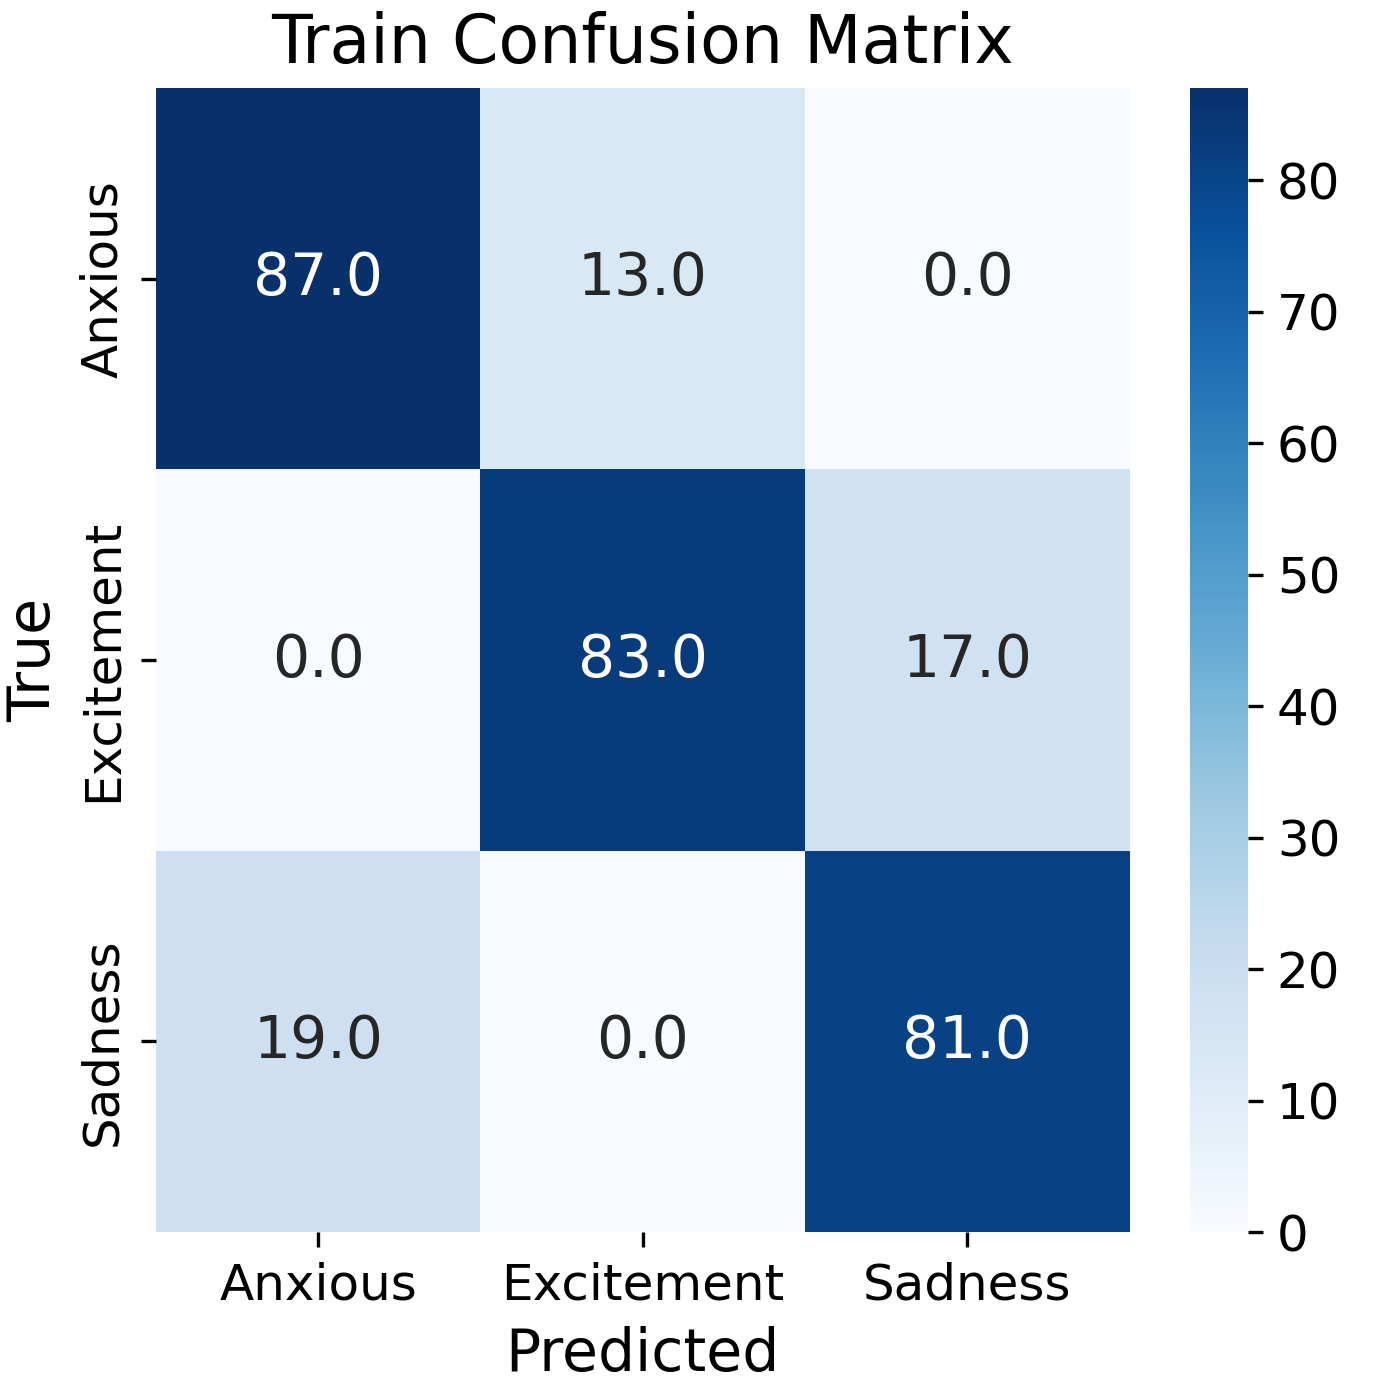 Train Confusion Matrix
True
Anxious
87.0 13.0 0.0
Excitement
0.0 83.0 17.0
Sadness
19.0 0.0 81.0
Anxious Excitement Sadness
Predicted
80
70
60
50
40
30
20
10
0